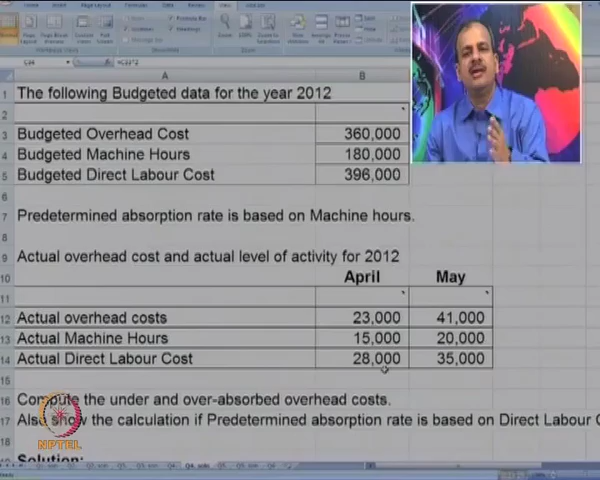 The following Budgeted data for the year 2012
Budgeted Overhead Cost 360,000
Budgeted Machine Hours 180,000
Budgeted Direct Labour Cost 396,000
Predetermined absorption rate is based on Machine hours.
Actual overhead cost and actual level of activity for 2012
April May
Actual overhead costs 23,000 41,000
Actual Machine Hours 15,000 20,000
Actual Direct Labour Cost 28,000 35,000
Compute the under and over-absorbed overhead costs.
Also show the calculation if Predetermined absorption rate is based on Direct Labour C
Solution:
NPTEL